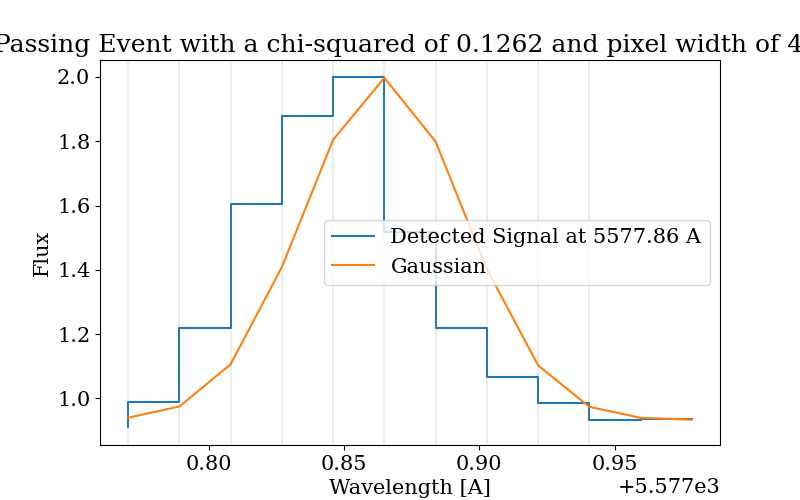 Passing Event with a chi-squared of 0.1262 and pixel width of 4
2.0
1.8
1.6
1.4
1.2
1.0
Flux
Detected Signal at 5577.86 A
Gaussian
0.80 0.85 0.90 0.95
Wavelength [A]
+5.577e3